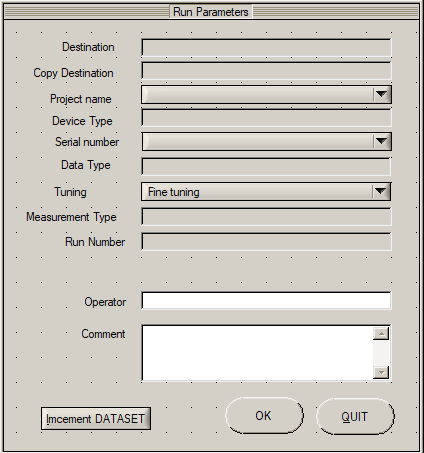 Run Parameters
Destination
Copy Destination
Project name
Device Type
Serial number
Data Type
Tuning Fine tuning
Measurement Type
Run Number
Operator
Comment
Imcement DATASET OK QUIT